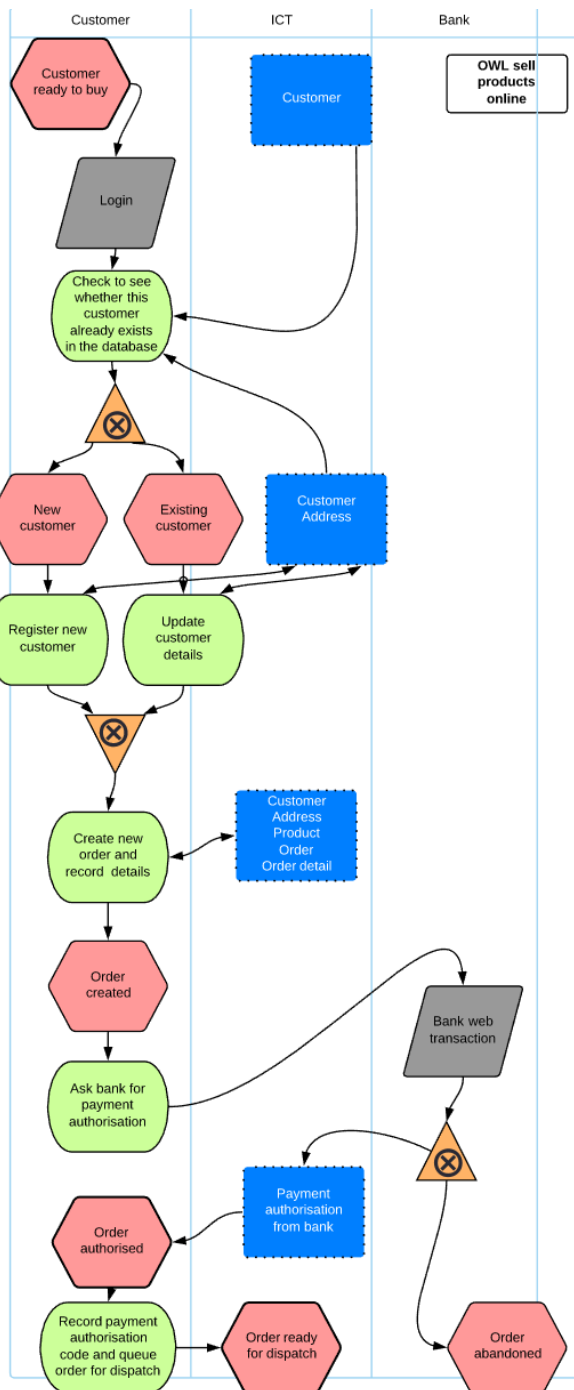 Customer
ICT
Bank
Customer
ready to buy
Customer
OWL sell
products
online
Login
Check to see
whether this
customer
already exists
in the database
New
customer
Existing
customer
Customer
Address
Register new
customer
Update
customer
details
Create new
order and
record details
Customer
Address
Product
Order
Order detail
Order
created
Bank web
transaction
Ask bank for
payment
authorisation
Payment
authorisation
from bank
Order
authorised
Record payment
authorisation
code and queue
order for dispatch
Order ready
for dispatch
Order
abandoned